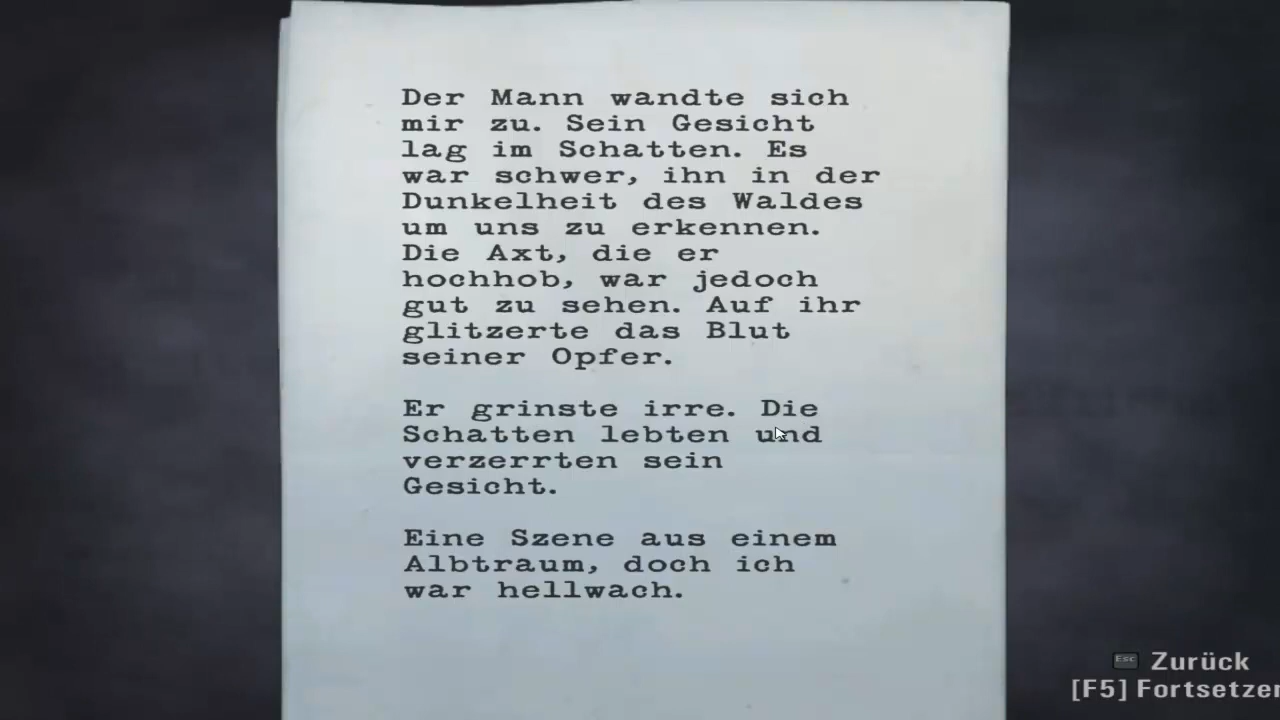 Der Mann wandte sich
mir zu. Sein Gesicht
lag im Schatten. Es
war schwer, ihn in der
Dunkelheit des Waldes
um uns zu erkennen.
Die Axt, die er
hochhob, war jedoch
gut zu sehen. Auf ihr
glitzerte das Blut
seiner Opfer.
Er grinste irre. Die
Schatten lebten und
verzerrten sein
Gesicht.
Eine Szene aus einem
Albtraum, doch ich
war hellwach.
Esc Zurück
[F5] Fortsetzen